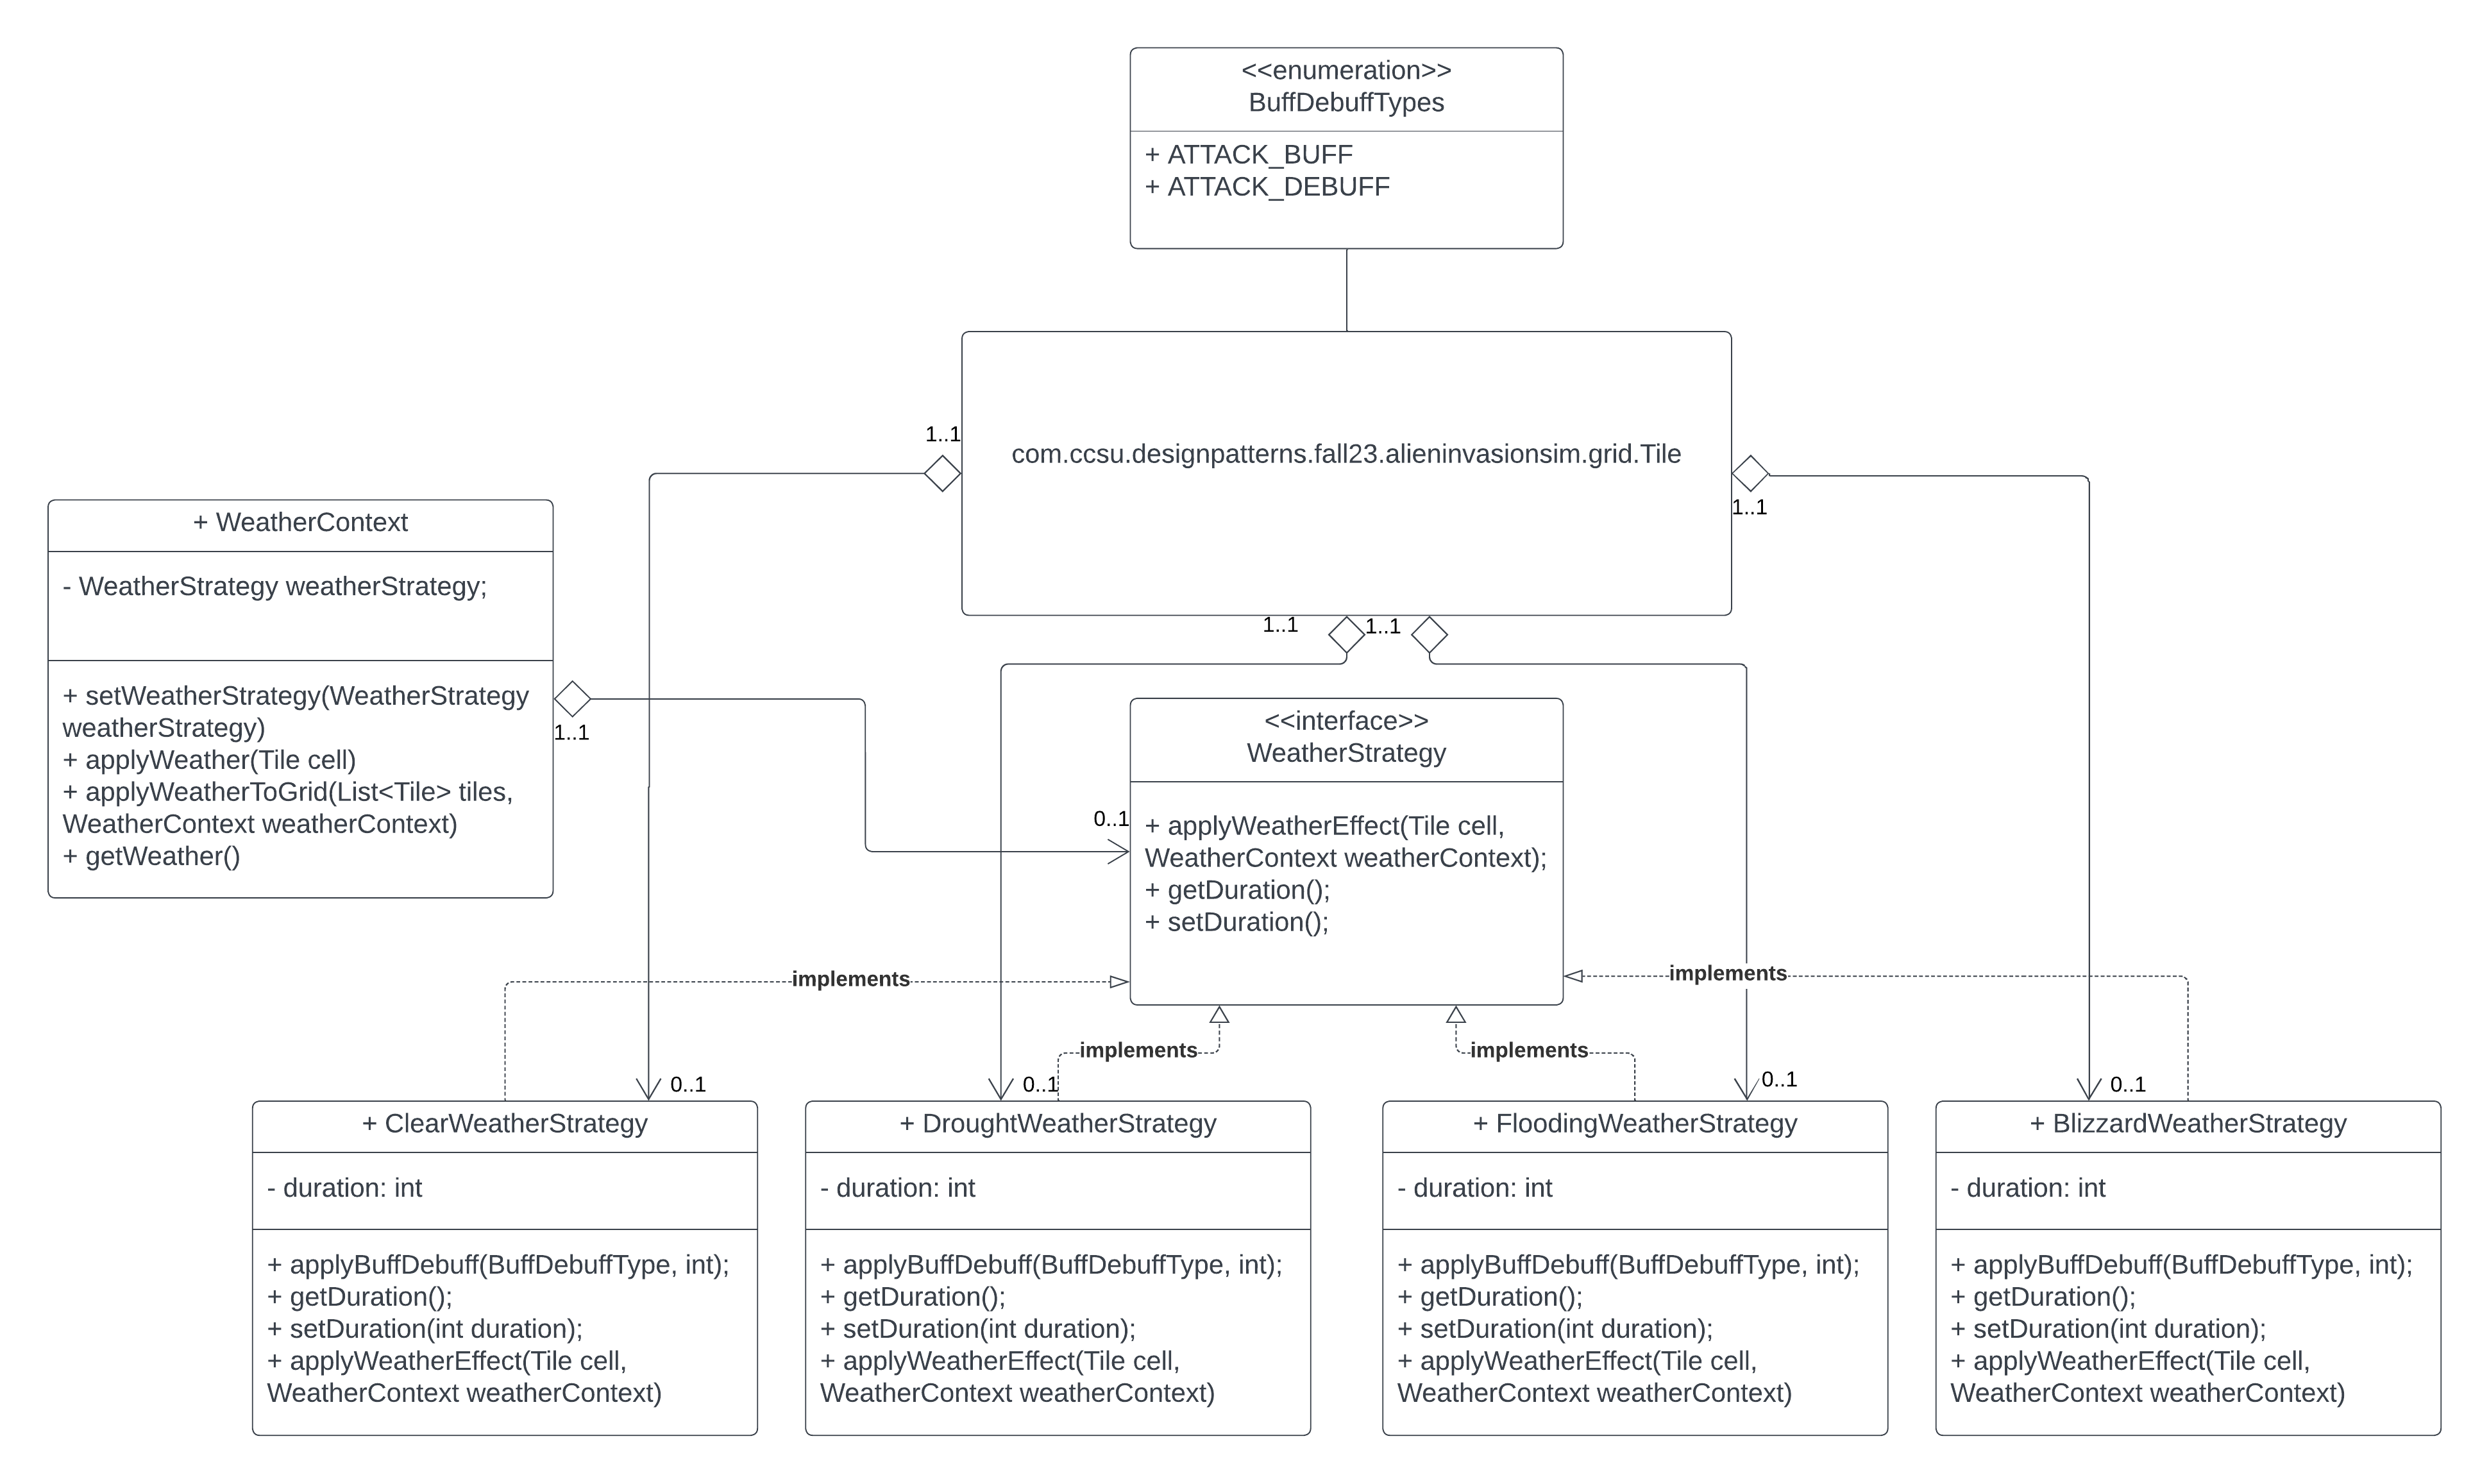 <<enumeration>>
BuffDebuffTypes
+ ATTACK_BUFF
+ ATTACK_DEBUFF
com.ccsu.designpatterns.fall23.alieninvasionsim.grid.Tile
1..1
1..1
1..1
1..1
+ WeatherContext
- WeatherStrategy weatherStrategy;
+ setWeatherStrategy(WeatherStrategy
weatherStrategy)
+ applyWeather(Tile cell)
+ applyWeatherToGrid(List<Tile> tiles,
WeatherContext weatherContext)
+ getWeather()
1..1
0..1
<<interface>>
WeatherStrategy
+ applyWeatherEffect(Tile cell,
WeatherContext weatherContext);
+ getDuration();
+ setDuration();
implements
implements
implements
implements
0..1
0..1
0..1
0..1
+ ClearWeatherStrategy
- duration: int
+ applyBuffDebuff(BuffDebuffType, int);
+ getDuration();
+ setDuration(int duration);
+ applyWeatherEffect(Tile cell,
WeatherContext weatherContext)
+ DroughtWeatherStrategy
- duration: int
+ applyBuffDebuff(BuffDebuffType, int);
+ getDuration();
+ setDuration(int duration);
+ applyWeatherEffect(Tile cell,
WeatherContext weatherContext)
+ FloodingWeatherStrategy
- duration: int
+ applyBuffDebuff(BuffDebuffType, int);
+ getDuration();
+ setDuration(int duration);
+ applyWeatherEffect(Tile cell,
WeatherContext weatherContext)
+ BlizzardWeatherStrategy
- duration: int
+ applyBuffDebuff(BuffDebuffType, int);
+ getDuration();
+ setDuration(int duration);
+ applyWeatherEffect(Tile cell,
WeatherContext weatherContext)